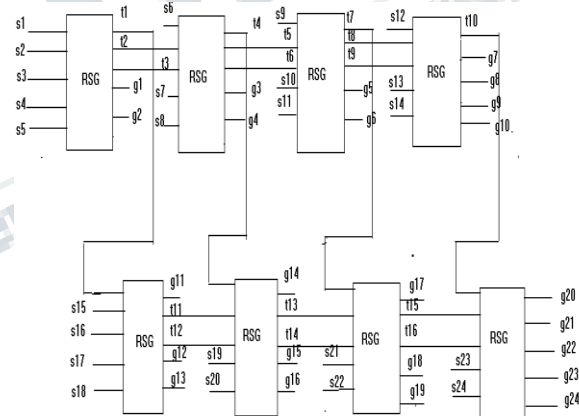 s1 t1 s6 t4 s9 t7 s12 t10
s2 t2 t5 t8 g7
s3 RSG t3 RSG t6 RSG t9 RSG g8
s4 g1 s7 g3 s10 g5 s13 g9
s5 g2 s8 g4 s11 g6 s14 g10
g11 g14 g17 g20
s15 t11 t13 t15 g21
s16 RSG t12 RSG t14 RSG t16 RSG g22
s17 g12 s19 g15 s21 g18 s23 g23
s18 g13 s20 g16 s22 g19 s24 g24